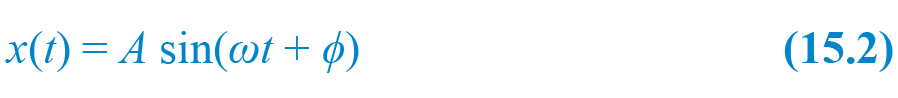 x(t) = A sin(ωt + ϕ) (15.2)